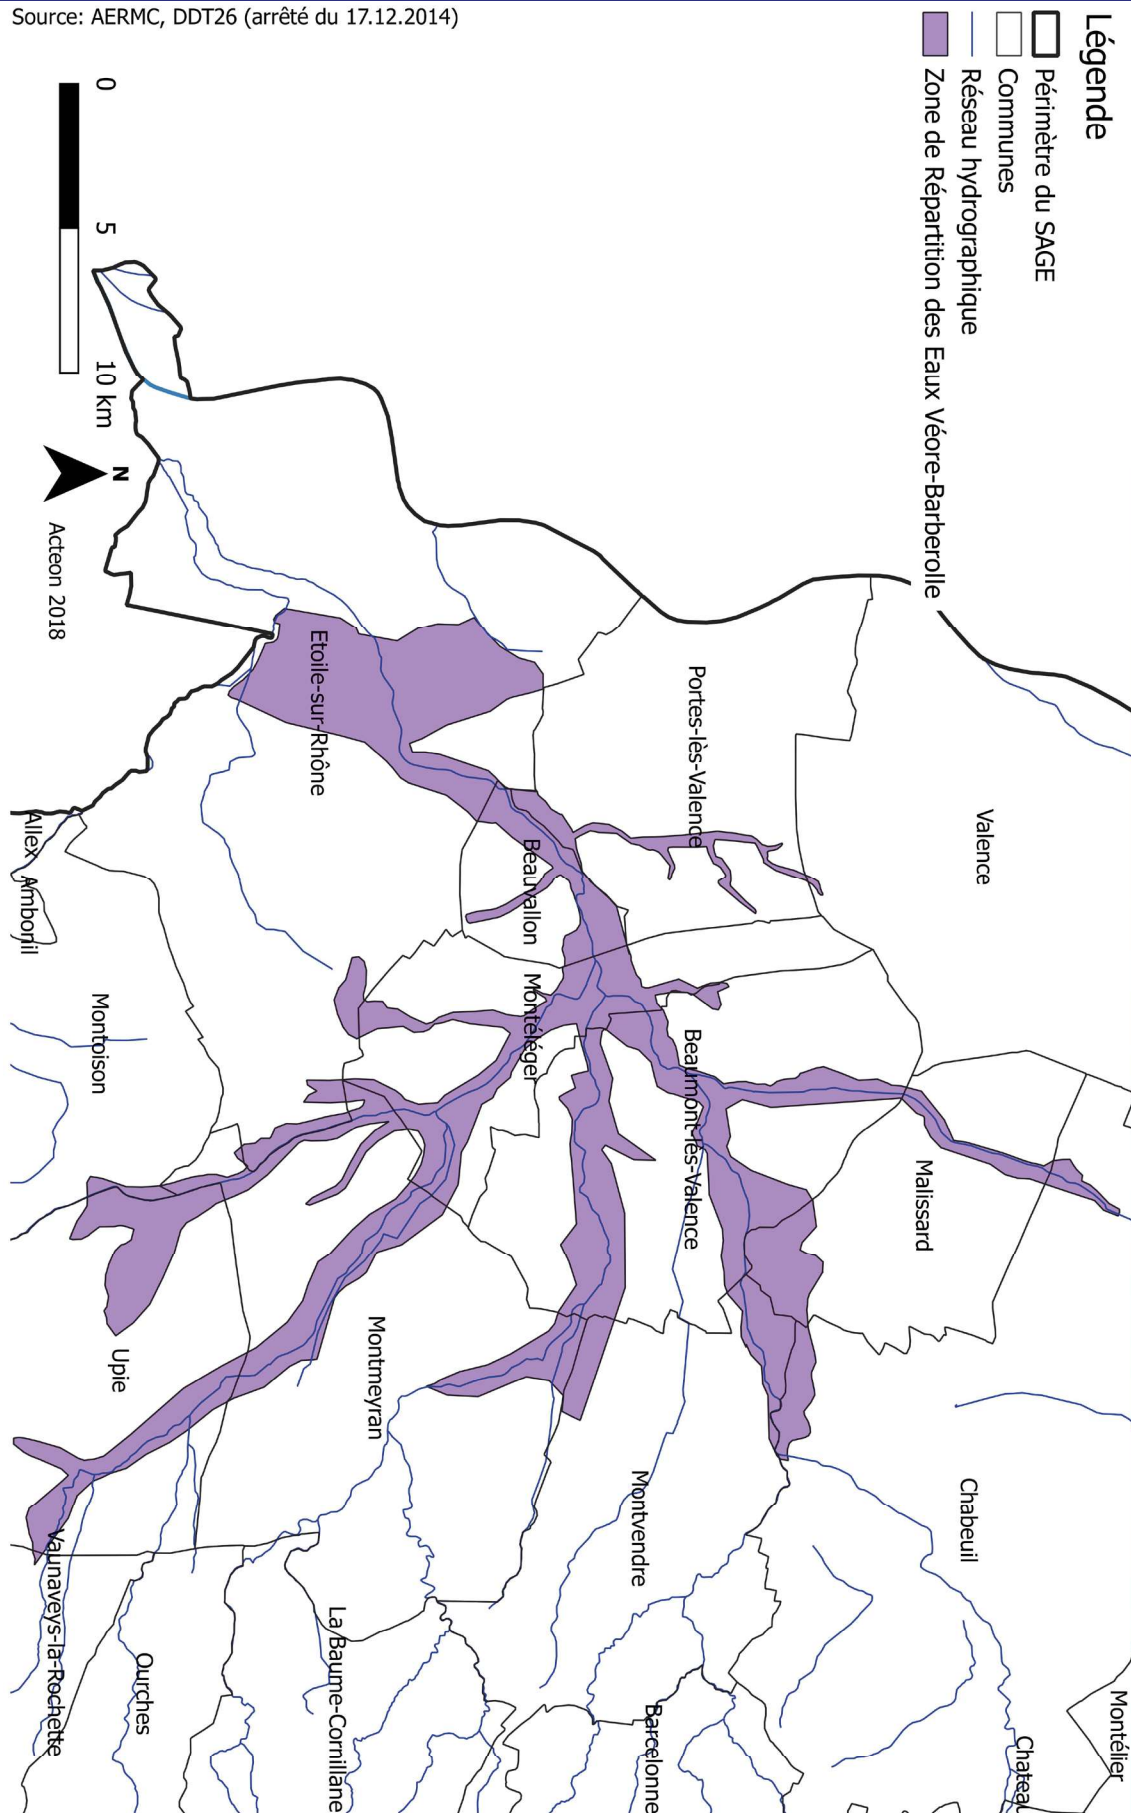 Source: AERMC, DDT26 (arrêté du 17.12.2014)
Légende
Périmètre du SAGE
Communes
Réseau hydrographique
Zone de Répartition des Eaux Véore-Barberolle
0
5
10 km
N
Acteon 2018
Valence
Portes-lès-Valence
Etoile-sur-Rhône
Beauvallon
Allex
Ambonil
Montéléger
Montoison
Beaumont-lès-Valence
Malissard
Montmeyran
Upie
Chabeuil
Montvendre
Vaunaveys-la-Rochette
La Baume-Cornillane
Ourches
Barcelonne
Montélier
Chateau